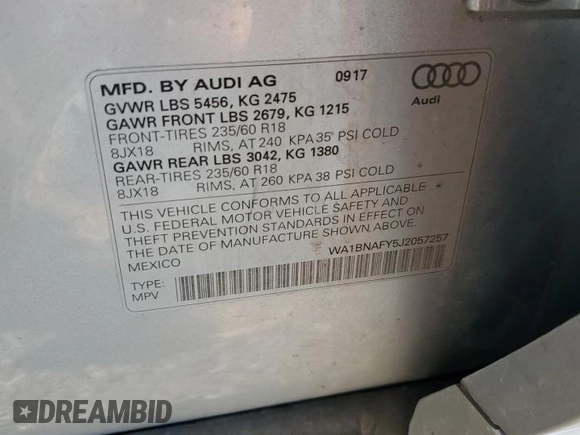 MFD. BY AUDI AG 0917
Audi
GVWR LBS 5456, KG 2475
GAWR FRONT LBS 2679, KG 1215
FRONT-TIRES 235/60 R18
8JX18 RIMS, AT 240 KPA 35 PSI COLD
GAWR REAR LBS 3042, KG 1380
REAR-TIRES 235/60 R18
8JX18 RIMS, AT 260 KPA 38 PSI COLD
THIS VEHICLE CONFORMS TO ALL APPLICABLE
U.S. FEDERAL MOTOR VEHICLE SAFETY AND
THEFT PREVENTION STANDARDS IN EFFECT ON
THE DATE OF MANUFACTURE SHOWN ABOVE.
MEXICO
WA1BNAFY5J2057257
TYPE:
MPV
DREAMBID